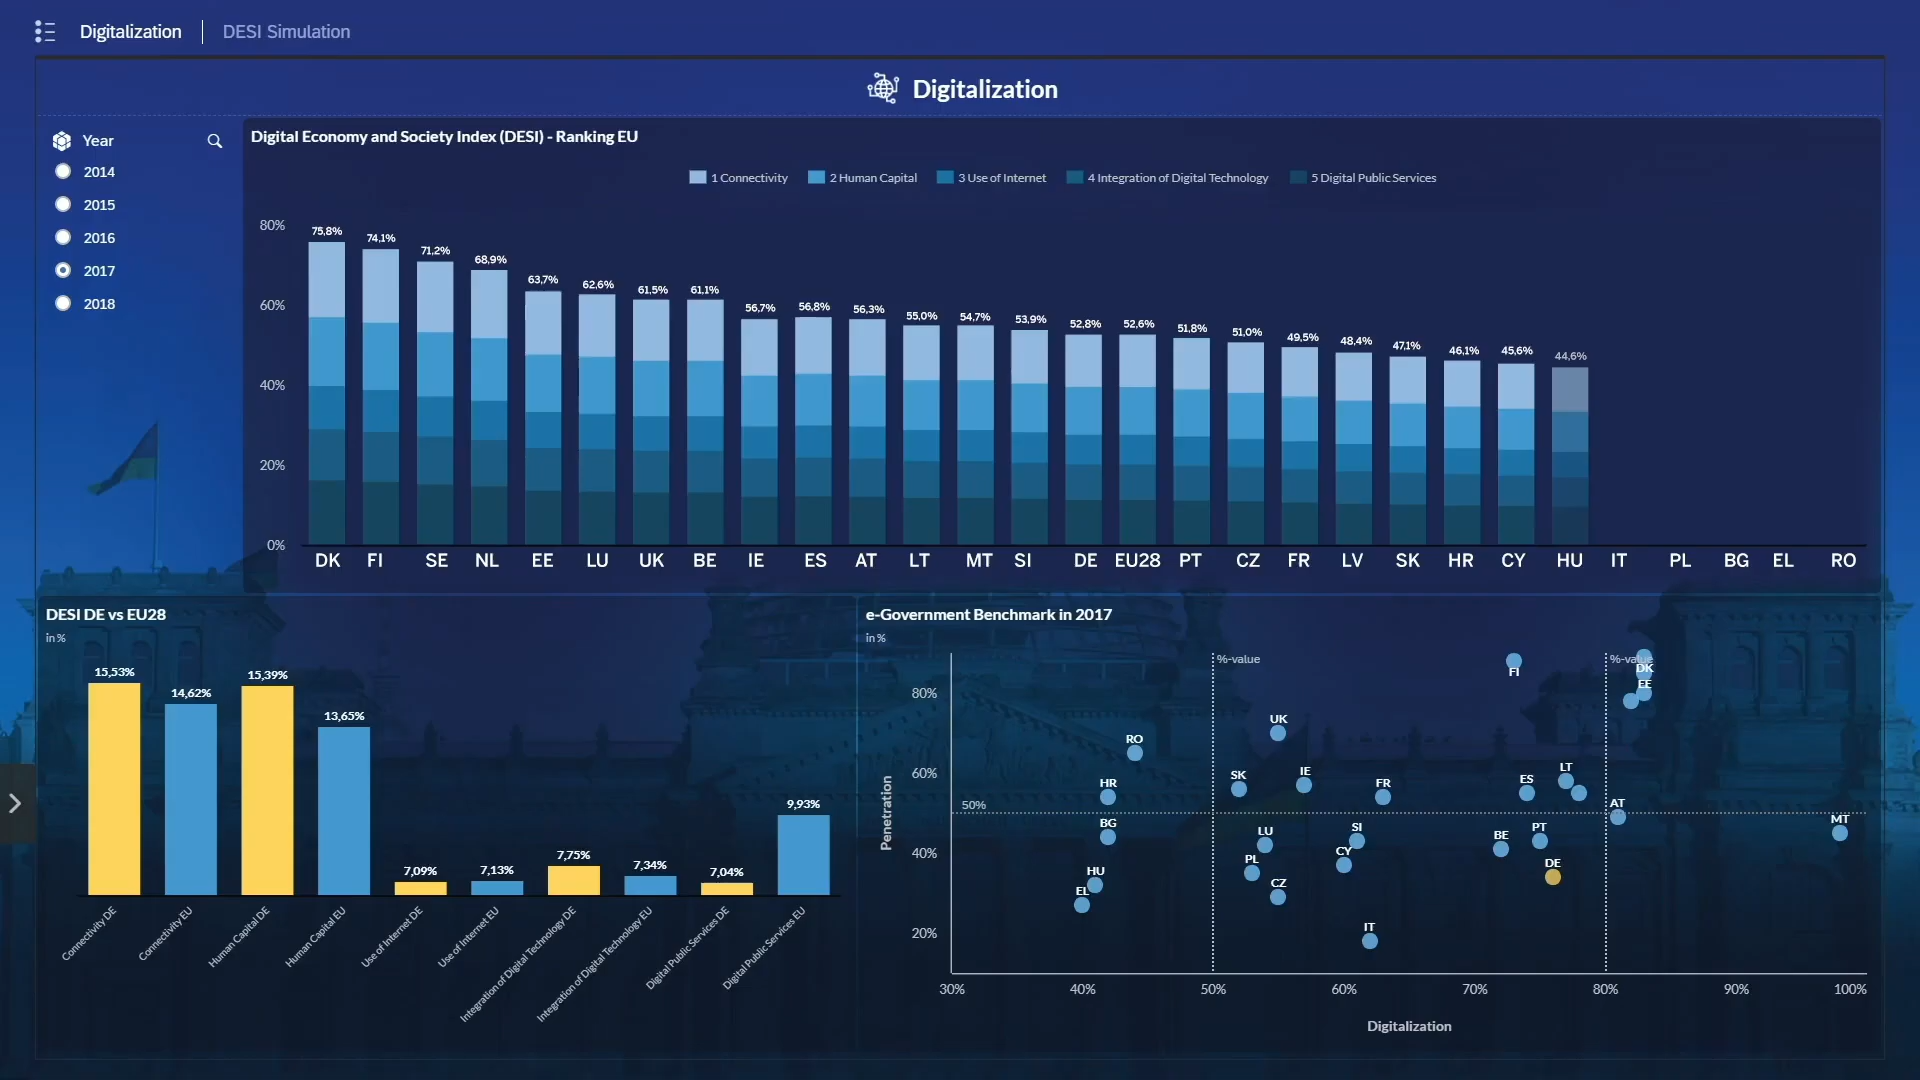 Digitalization
DESI Simulation
Digitalization
Year
2014
2015
2016
2017
2018
Digital Economy and Society Index (DESI) - Ranking EU
1 Connectivity 2 Human Capital 3 Use of Internet 4 Integration of Digital Technology 5 Digital Public Services
80%
60%
40%
20%
0%
75,8% 74,1% 71,2% 68,9% 63,7% 62,6% 61,5% 61,1% 56,7% 56,8% 56,3% 55,0% 54,7% 53,9% 52,8% 52,6% 51,8% 51,0% 49,5% 48,4% 47,1% 46,1% 45,6% 44,6%
DK FI SE NL EE LU UK BE IE ES AT LT MT SI DE EU28 PT CZ FR LV SK HR CY HU IT PL BG EL RO
DESI DE vs EU28
in %
15,53% 14,62% 15,39% 13,65% 7,09% 7,13% 7,75% 7,34% 7,04% 9,93%
Connectivity DE
Connectivity EU
Human Capital DE
Human Capital EU
Use of Internet DE
Use of Internet EU
Integration of Digital Technology DE
Integration of Digital Technology EU
Digital Public Services DE
Digital Public Services EU
e-Government Benchmark in 2017
in %
%-value
%-value
Penetration
80%
60%
50%
40%
20%
FI
DK
EE
UK
RO
SK
IE
HR
FR
ES
LT
AT
MT
BG
LU
SI
BE
PT
PL
CY
DE
HU
EL
CZ
IT
30% 40% 50% 60% 70% 80% 90% 100%
Digitalization